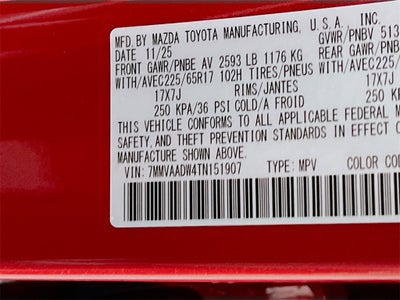 MFD. BY MAZDA TOYOTA MANUFACTURING, U.S.A., INC.
DATE 11/25 GVWR/PNBV 513
FRONT GAWR/PNBE AV 2593 LB 1176 KG REAR GAWR/
WITH/AVEC225/65R17 102H TIRES/PNEUS WITH/AVEC2
17X7J RIMS/JANTES 17X7J
250 KPA/36 PSI COLD/A FROID 250 K
THIS VEHICLE CONFORMS TO ALL APPLICABLE FEDERAL M
SAFETY, AND THEFT PREVENTION STANDARDS IN EFFECT O
MANUFACTURE SHOWN ABOVE.
VIN: 7MMVAADW4TN151907 TYPE: MPV COLOR COD